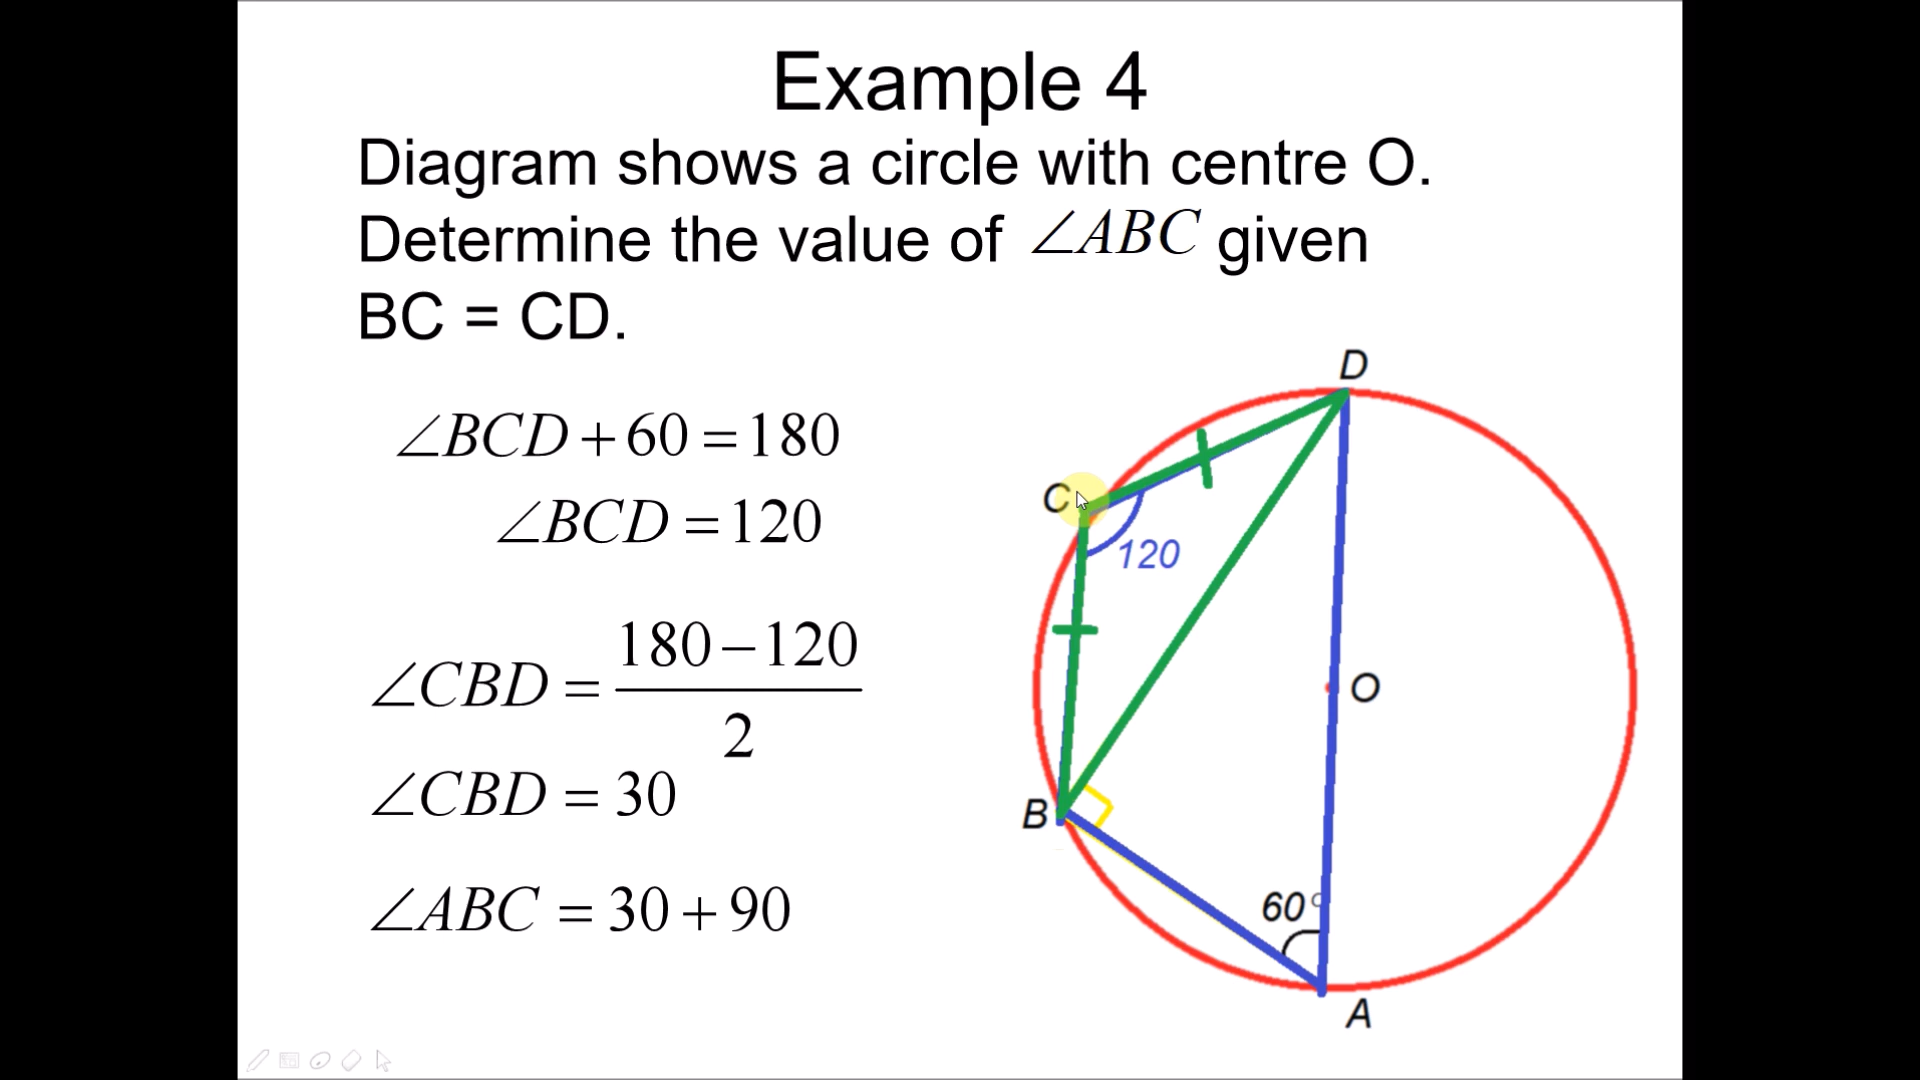 Example 4
Diagram shows a circle with centre O.
Determine the value of ∠ABC given
BC = CD.
∠BCD + 60 = 180
∠BCD = 120
∠CBD = (180 − 120)/2
∠CBD = 30
∠ABC = 30 + 90
D
C
120
O
B
60°
A